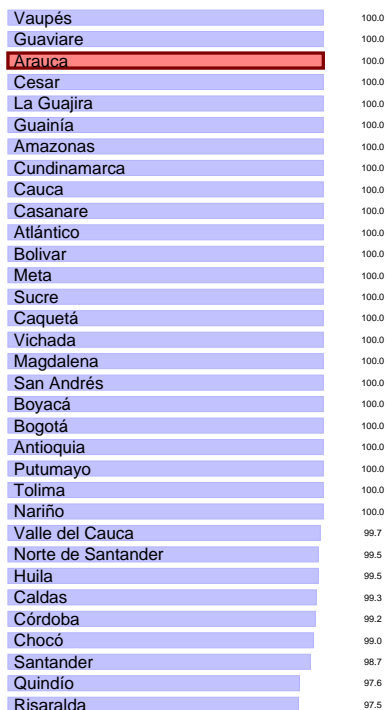 Vaupés 100.0
Guaviare 100.0
Arauca 100.0
Cesar 100.0
La Guajira 100.0
Guainía 100.0
Amazonas 100.0
Cundinamarca 100.0
Cauca 100.0
Casanare 100.0
Atlántico 100.0
Bolivar 100.0
Meta 100.0
Sucre 100.0
Caquetá 100.0
Vichada 100.0
Magdalena 100.0
San Andrés 100.0
Boyacá 100.0
Bogotá 100.0
Antioquia 100.0
Putumayo 100.0
Tolima 100.0
Nariño 100.0
Valle del Cauca 99.7
Norte de Santander 99.5
Huila 99.5
Caldas 99.3
Córdoba 99.2
Chocó 99.0
Santander 98.7
Quindío 97.6
Risaralda 97.5